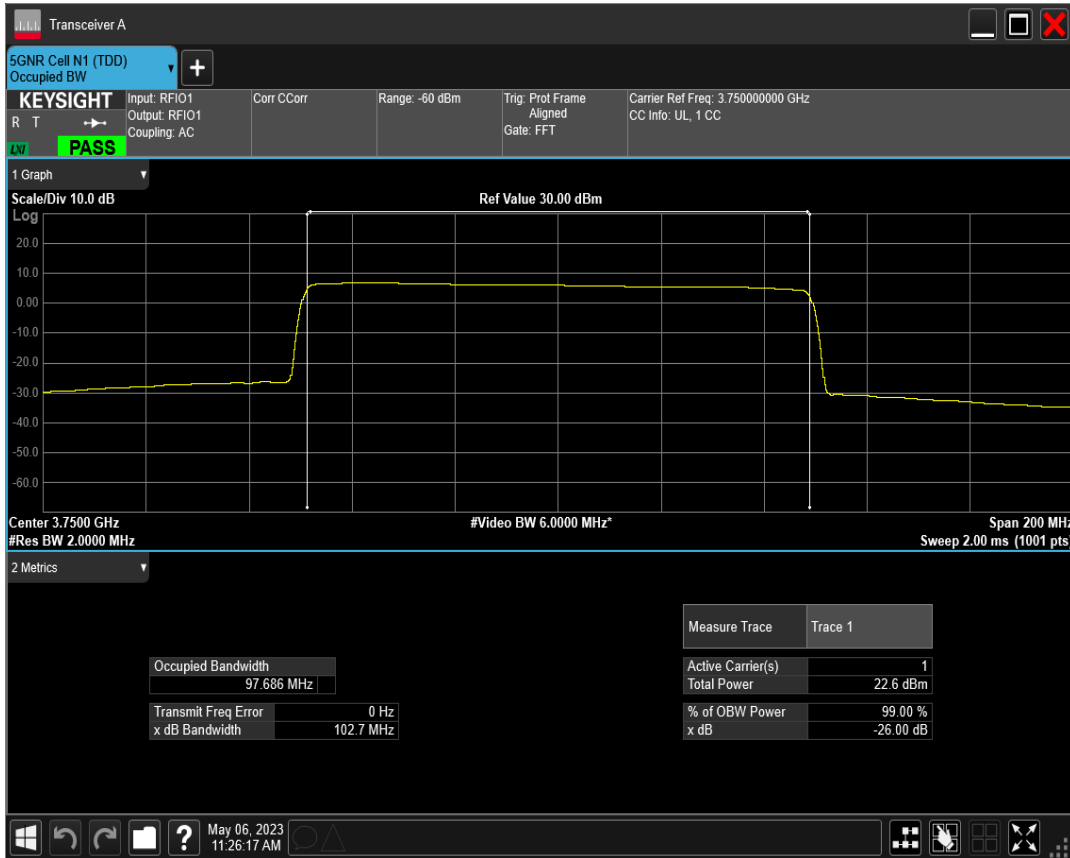 Transceiver A
5GNR Cell N1 (TDD)
Occupied BW
+
KEYSIGHT
R T
LXI
PASS
Input: RFIO1
Output: RFIO1
Coupling: AC
Corr CCorr
Range: -60 dBm
Trig: Prot Frame
Aligned
Gate: FFT
Carrier Ref Freq: 3.750000000 GHz
CC Info: UL, 1 CC
1 Graph
Scale/Div 10.0 dB
Ref Value 30.00 dBm
Log
20.0
10.0
0.00
-10.0
-20.0
-30.0
-40.0
-50.0
-60.0
Center 3.7500 GHz
#Video BW 6.0000 MHz*
Span 200 MHz
#Res BW 2.0000 MHz
Sweep 2.00 ms (1001 pts)
2 Metrics
Measure Trace Trace 1
Occupied Bandwidth
97.686 MHz
Active Carrier(s) 1
Total Power 22.6 dBm
Transmit Freq Error 0 Hz
x dB Bandwidth 102.7 MHz
% of OBW Power 99.00 %
x dB -26.00 dB
?
May 06, 2023
11:26:17 AM